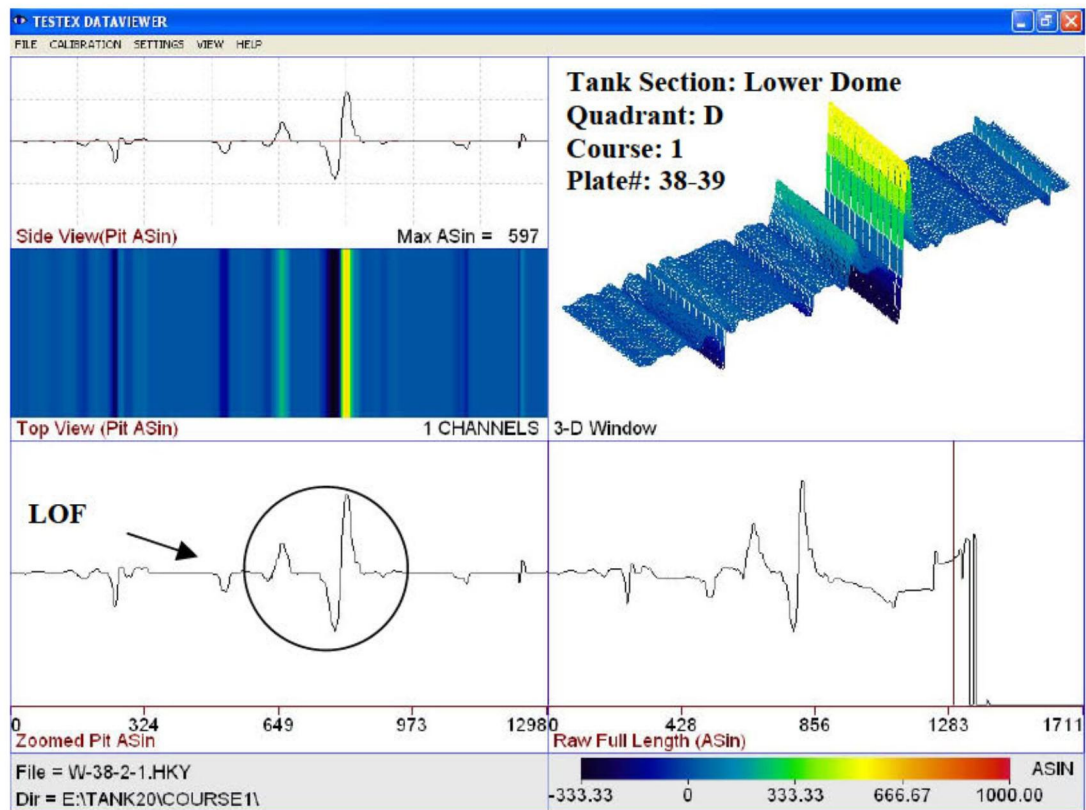 TESTEX DATAVIEWER
FILE CALIBRATION SETTINGS VIEW HELP
Side View(Pit ASin) Max ASin = 597
Top View (Pit ASin) 1 CHANNELS
Tank Section: Lower Dome
Quadrant: D
Course: 1
Plate#: 38-39
3-D Window
LOF
0 324 649 973 1298
Zoomed Pit ASin
0 428 856 1283 1711
Raw Full Length (ASin)
File = W-38-2-1.HKY
Dir = E:\TANK20\COURSE1\
ASIN
-333.33 0 333.33 666.67 1000.00